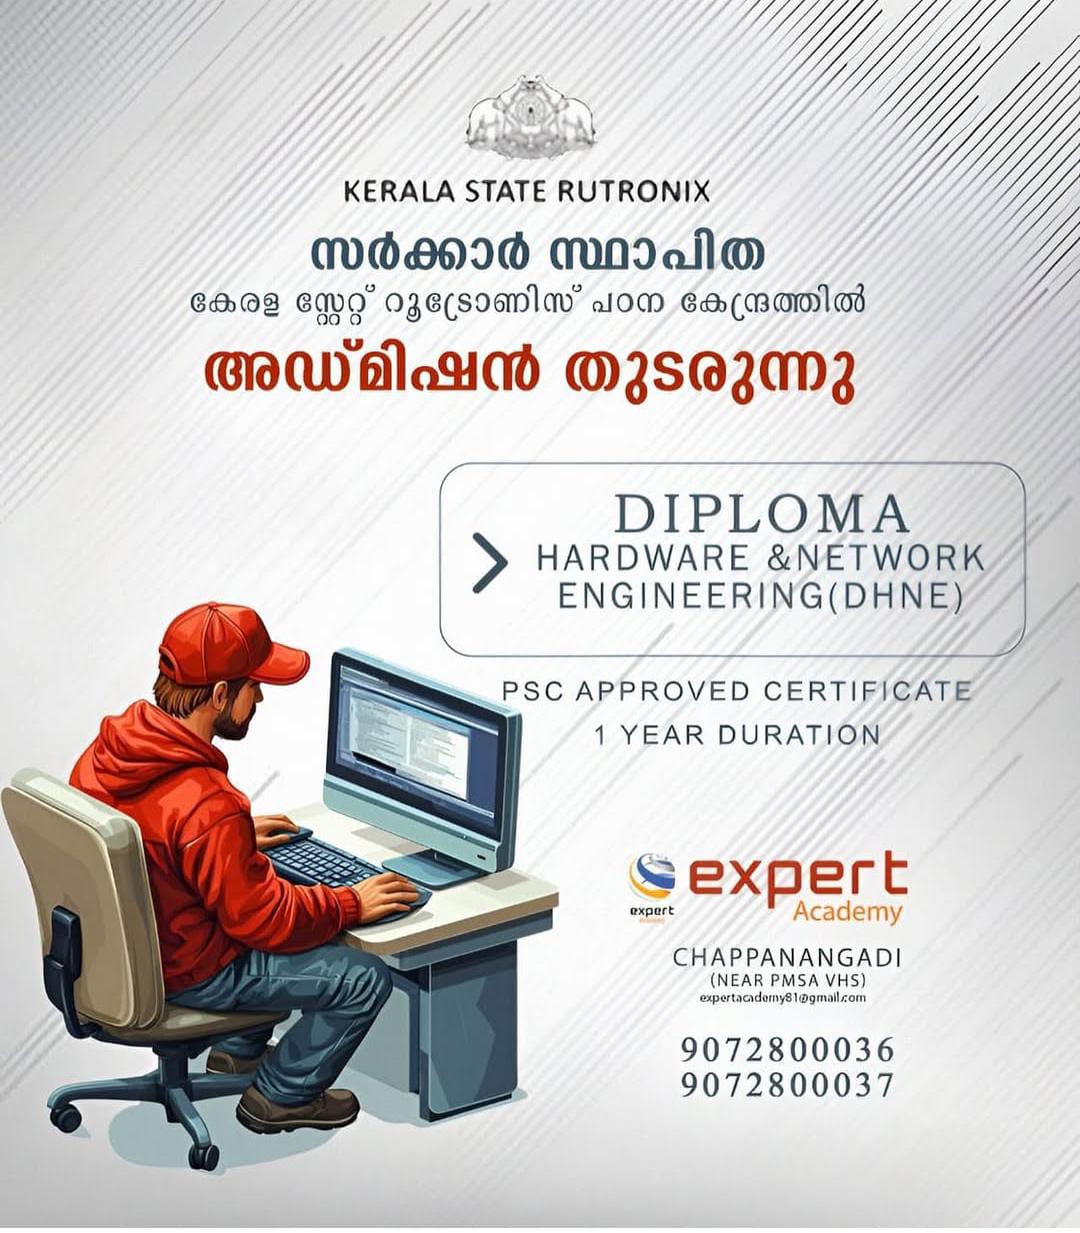 KERALA STATE RUTRONIX
സർക്കാർ സ്ഥാപിത
കേരള സ്റ്റേറ്റ് റൂട്രോണിസ് പഠന കേന്ദ്രത്തിൽ
അഡ്മിഷൻ തുടരുന്നു
DIPLOMA
HARDWARE &NETWORK
ENGINEERING(DHNE)
PSC APPROVED CERTIFICATE
1 YEAR DURATION
expert
Academy
expert
CHAPPANANGADI
(NEAR PMSA VHS)
expertacademy81@gmail.com
9072800036
9072800037